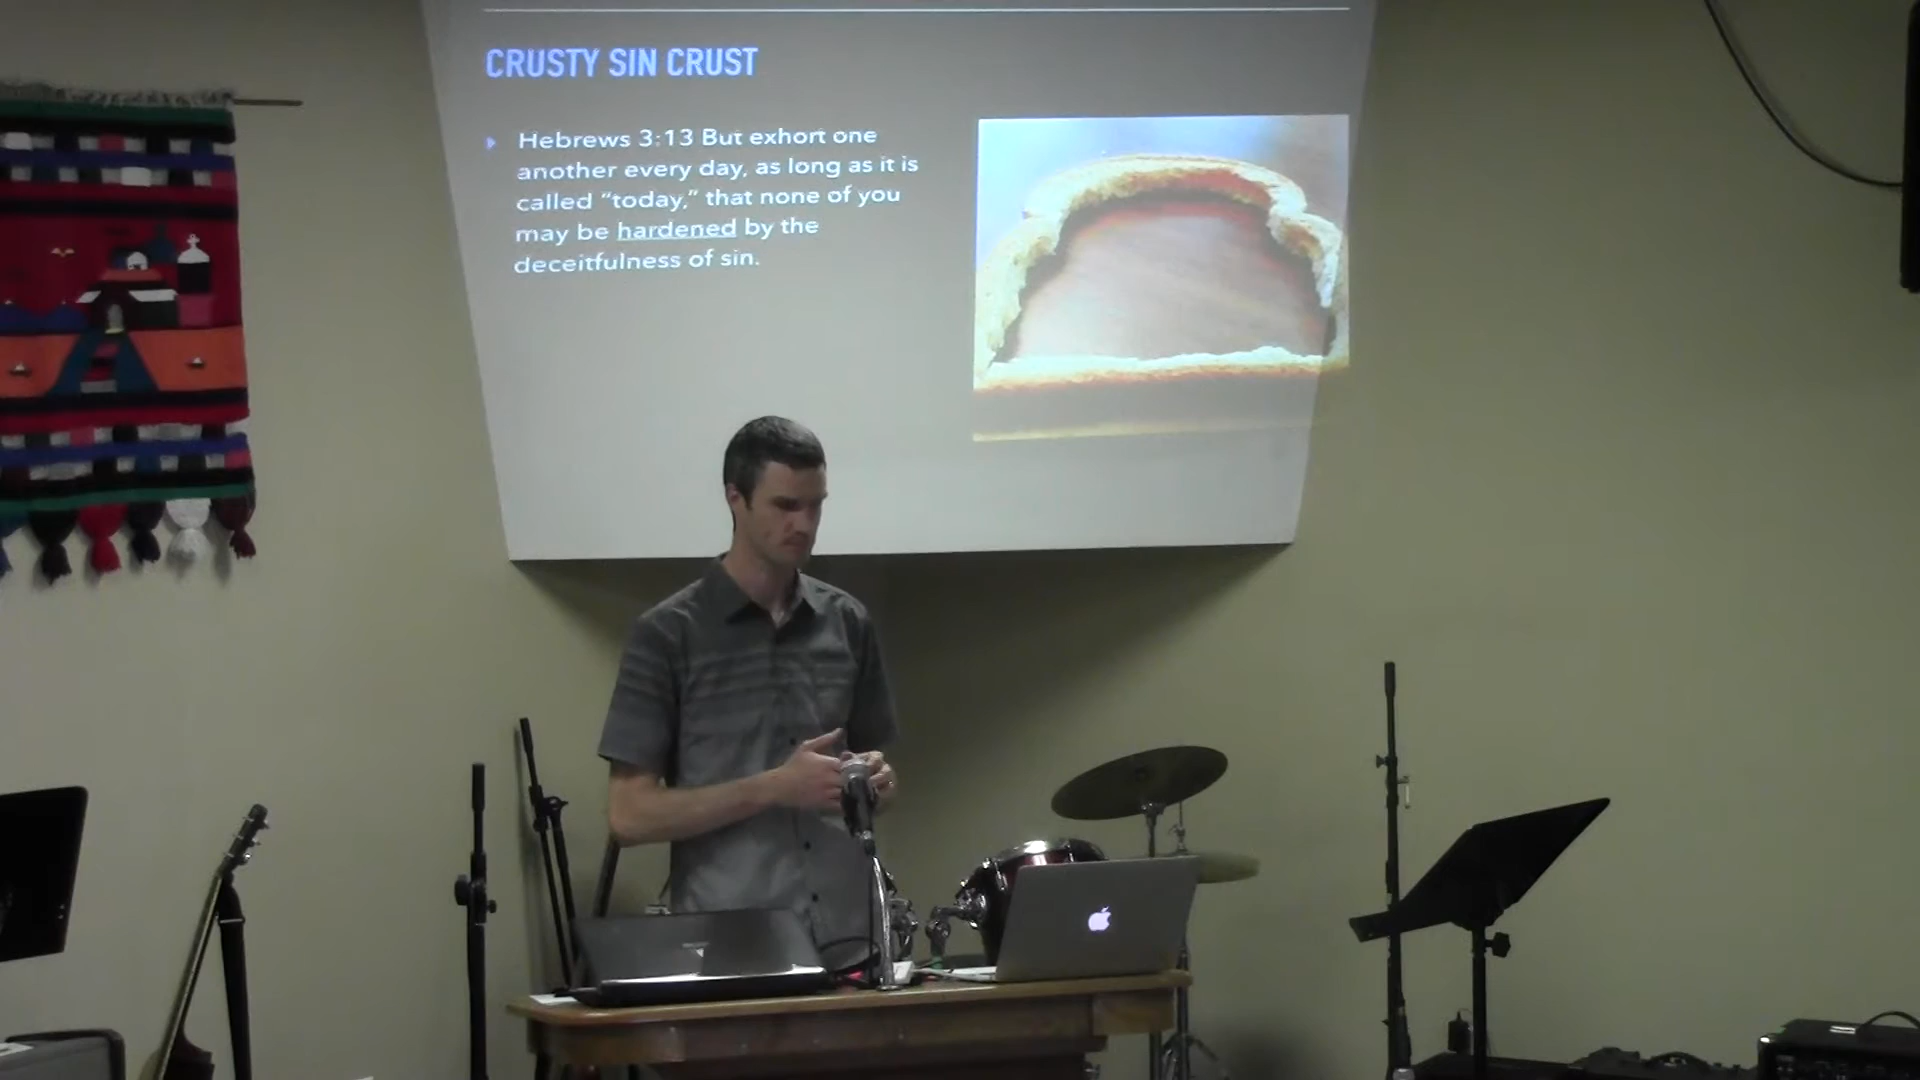 CRUSTY SIN CRUST
Hebrews 3:13 But exhort one
another every day, as long as it is
called “today,” that none of you
may be hardened by the
deceitfulness of sin.